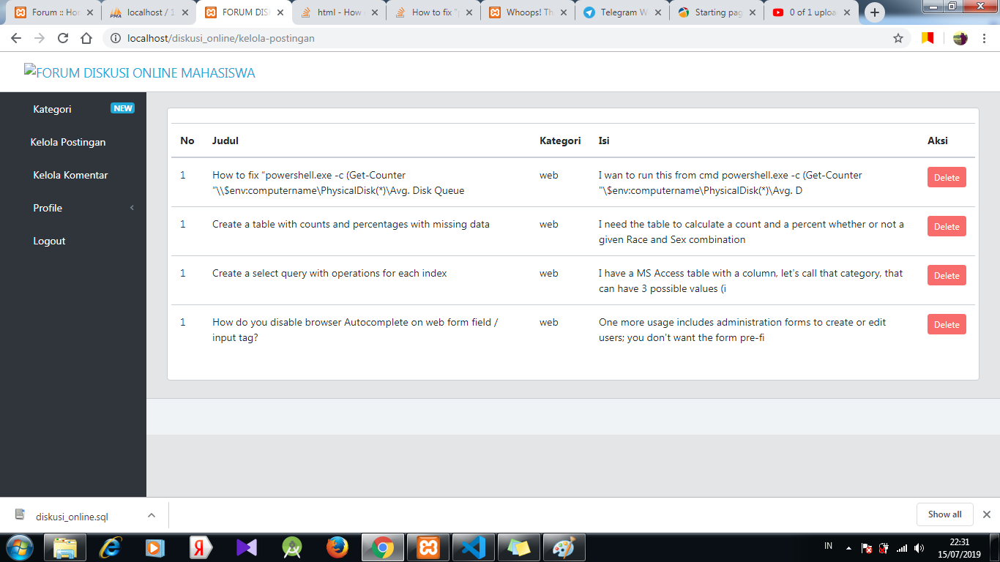 Forum :: Hor
localhost / 1
FORUM DIS
html - How
How to fix "p
Whoops! Th
Telegram W
Starting pag
0 of 1 uploa
localhost/diskusi_online/kelola-postingan
FORUM DISKUSI ONLINE MAHASISWA
Kategori NEW
Kelola Postingan
Kelola Komentar
Profile
Logout
No Judul Kategori Isi Aksi
1 How to fix “powershell.exe -c (Get-Counter web I wan to run this from cmd powershell.exe -c (Get-Counter Delete
"\\$env:computername\PhysicalDisk(*)\Avg. Disk Queue "\$env:computername\PhysicalDisk(*)\Avg. D
1 Create a table with counts and percentages with missing data web I need the table to calculate a count and a percent whether or not a Delete
given Race and Sex combination
1 Create a select query with operations for each index web I have a MS Access table with a column, let's call that category, that Delete
can have 3 possible values (i
1 How do you disable browser Autocomplete on web form field / web One more usage includes administration forms to create or edit Delete
input tag? users; you don't want the form pre-fi
diskusi_online.sql
Show all
IN
22:31
15/07/2019